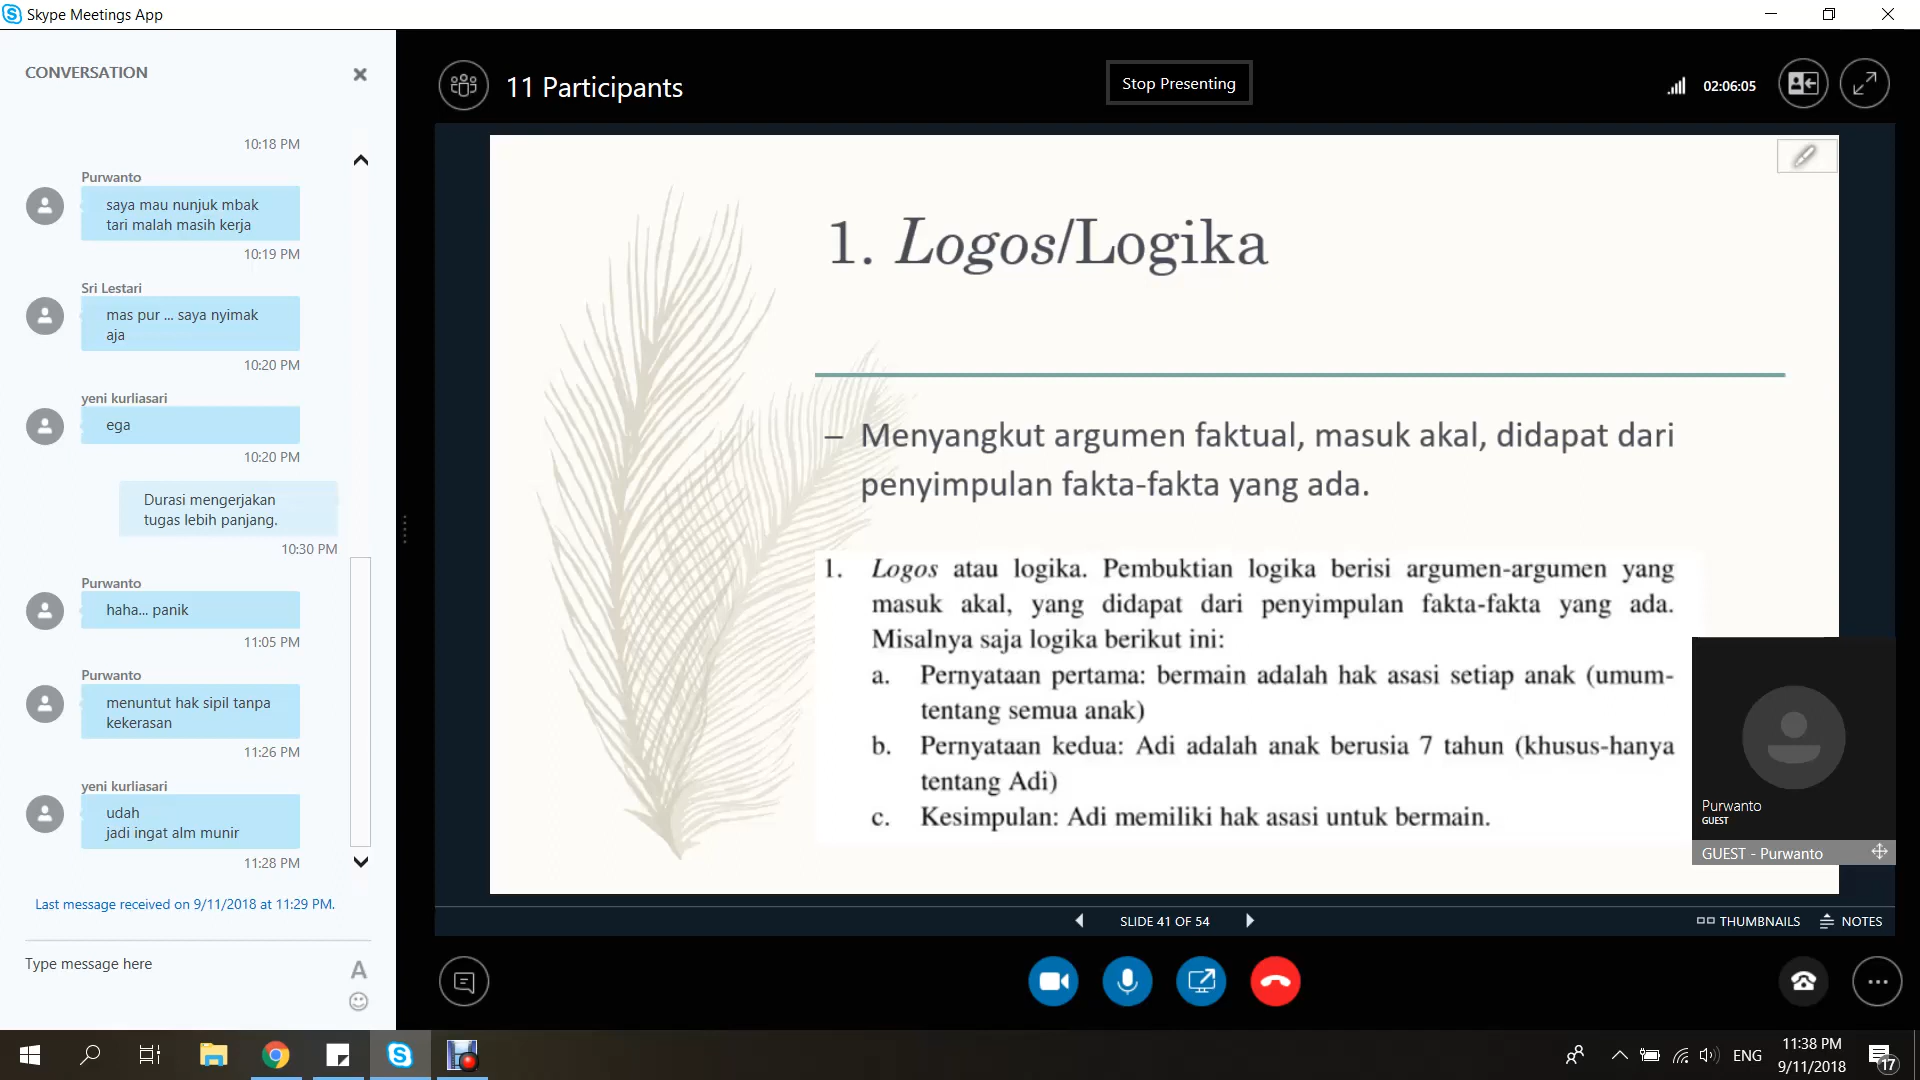 Skype Meetings App
CONVERSATION
10:18 PM
Purwanto
saya mau nunjuk mbak
tari malah masih kerja
10:19 PM
Sri Lestari
mas pur ... saya nyimak
aja
10:20 PM
yeni kurliasari
ega
10:20 PM
Durasi mengerjakan
tugas lebih panjang.
10:30 PM
Purwanto
haha... panik
11:05 PM
Purwanto
menuntut hak sipil tanpa
kekerasan
11:26 PM
yeni kurliasari
udah
jadi ingat alm munir
11:28 PM
Last message received on 9/11/2018 at 11:29 PM.
Type message here
A
11 Participants
Stop Presenting
02:06:05
1. Logos/Logika
– Menyangkut argumen faktual, masuk akal, didapat dari
penyimpulan fakta-fakta yang ada.
1. Logos atau logika. Pembuktian logika berisi argumen-argumen yang
masuk akal, yang didapat dari penyimpulan fakta-fakta yang ada.
Misalnya saja logika berikut ini:
a. Pernyataan pertama: bermain adalah hak asasi setiap anak (umum-
tentang semua anak)
b. Pernyataan kedua: Adi adalah anak berusia 7 tahun (khusus-hanya
tentang Adi)
c. Kesimpulan: Adi memiliki hak asasi untuk bermain.
Purwanto
GUEST
GUEST - Purwanto
SLIDE 41 OF 54
THUMBNAILS
NOTES
ENG
11:38 PM
9/11/2018
17